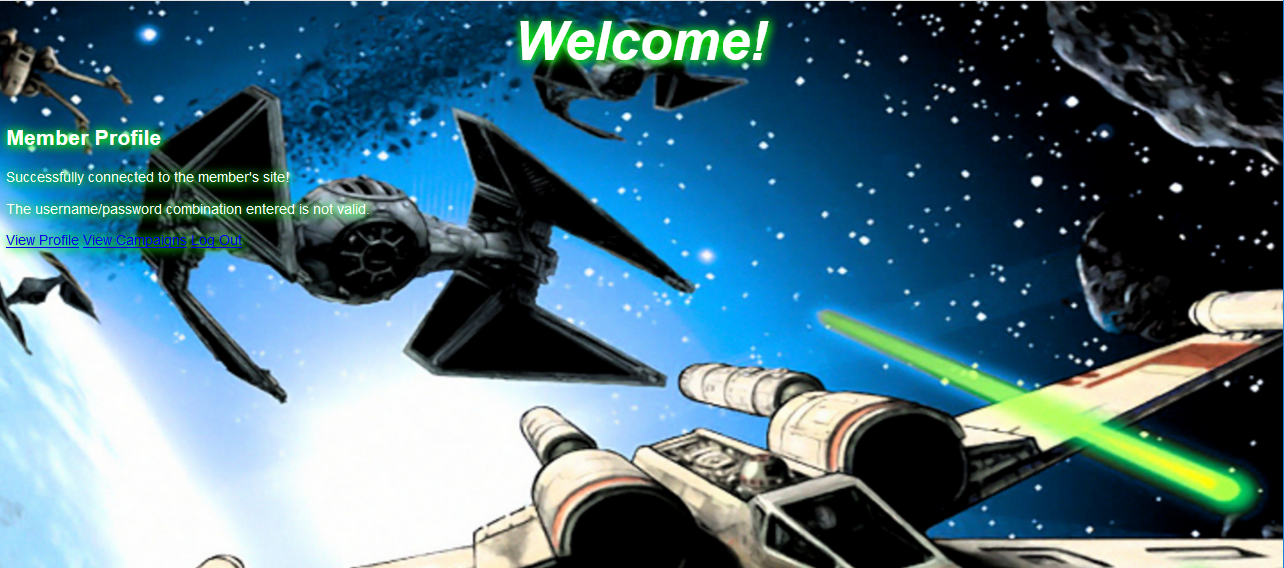 Welcome!
Member Profile
Successfully connected to the member's site!
The username/password combination entered is not valid.
View Profile View Campaigns Log Out